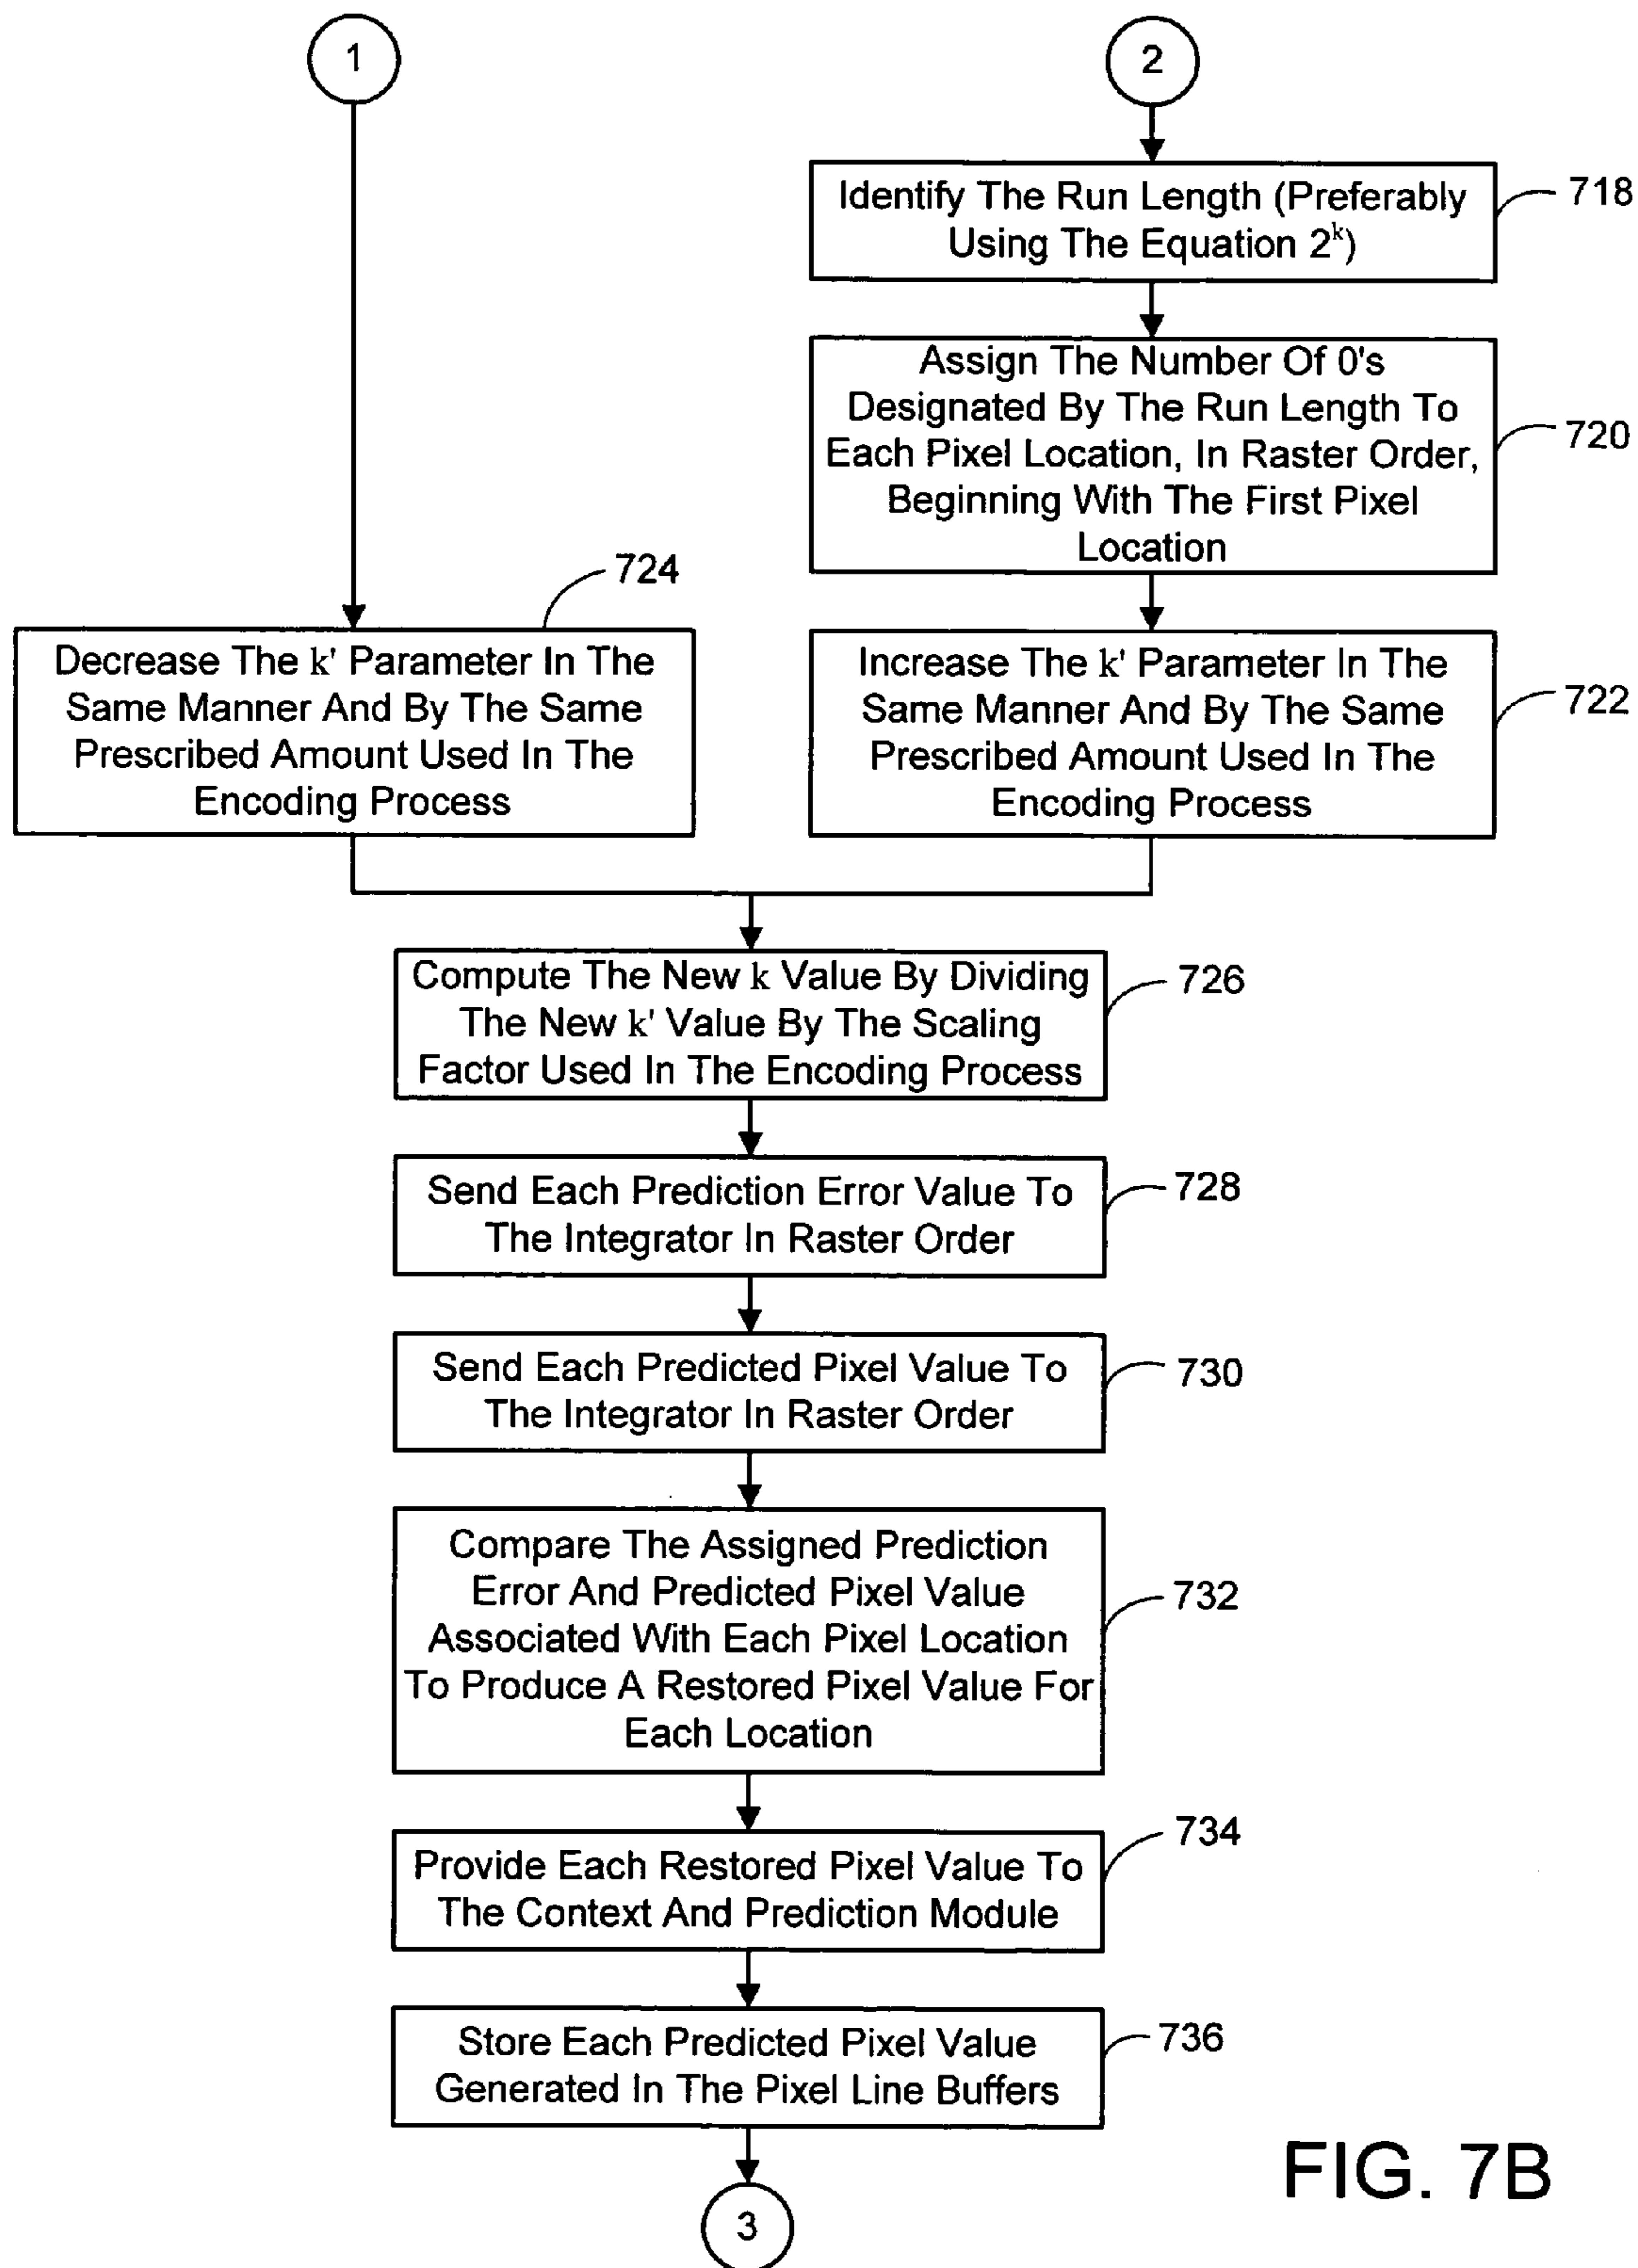 1
2
Identify The Run Length (Preferably
Using The Equation 2^k)
718
Assign The Number Of 0's
Designated By The Run Length To
Each Pixel Location, In Raster Order,
Beginning With The First Pixel
Location
720
724
Decrease The k' Parameter In The
Same Manner And By The Same
Prescribed Amount Used In The
Encoding Process
Increase The k' Parameter In The
Same Manner And By The Same
Prescribed Amount Used In The
Encoding Process
722
Compute The New k Value By Dividing
The New k' Value By The Scaling
Factor Used In The Encoding Process
726
Send Each Prediction Error Value To
The Integrator In Raster Order
728
Send Each Predicted Pixel Value To
The Integrator In Raster Order
730
Compare The Assigned Prediction
Error And Predicted Pixel Value
Associated With Each Pixel Location
To Produce A Restored Pixel Value For
Each Location
732
Provide Each Restored Pixel Value To
The Context And Prediction Module
734
Store Each Predicted Pixel Value
Generated In The Pixel Line Buffers
736
3
FIG. 7B